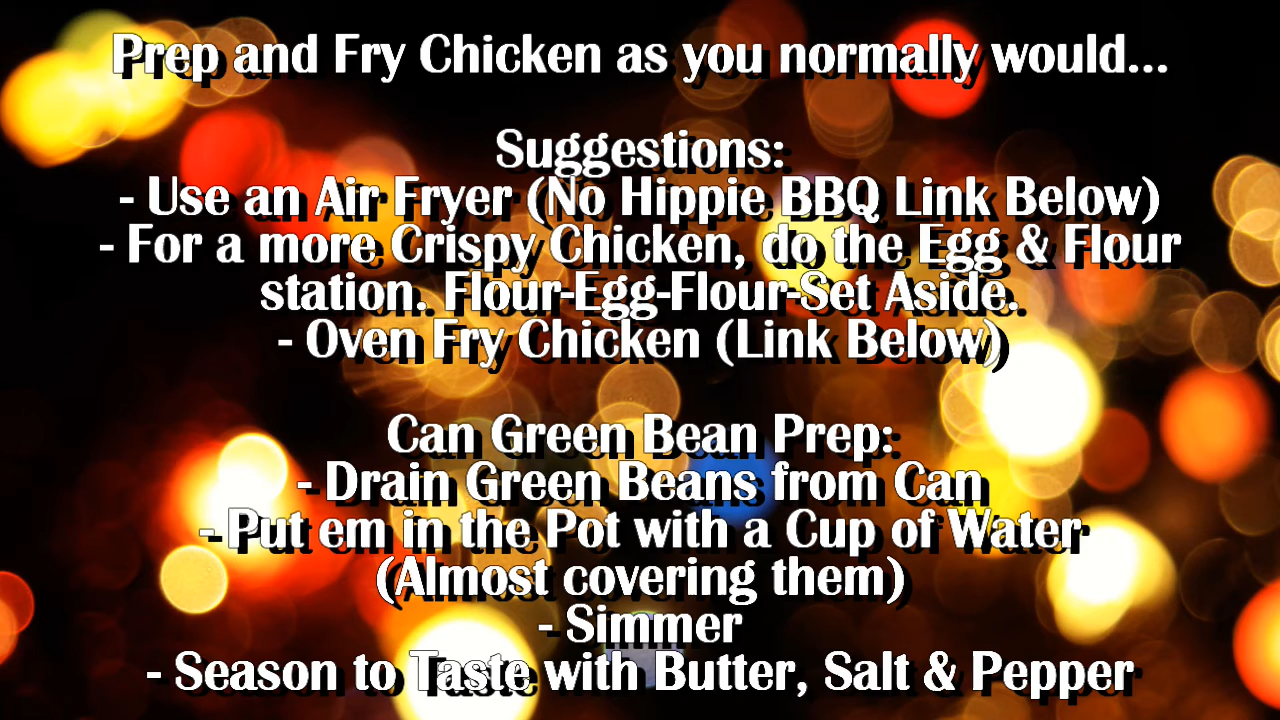 Prep and Fry Chicken as you normally would...
Suggestions:
- Use an Air Fryer (No Hippie BBQ Link Below)
- For a more Crispy Chicken, do the Egg & Flour
station. Flour-Egg-Flour-Set Aside.
- Oven Fry Chicken (Link Below)
Can Green Bean Prep:
- Drain Green Beans from Can
- Put em in the Pot with a Cup of Water
(Almost covering them)
- Simmer
- Season to Taste with Butter, Salt & Pepper